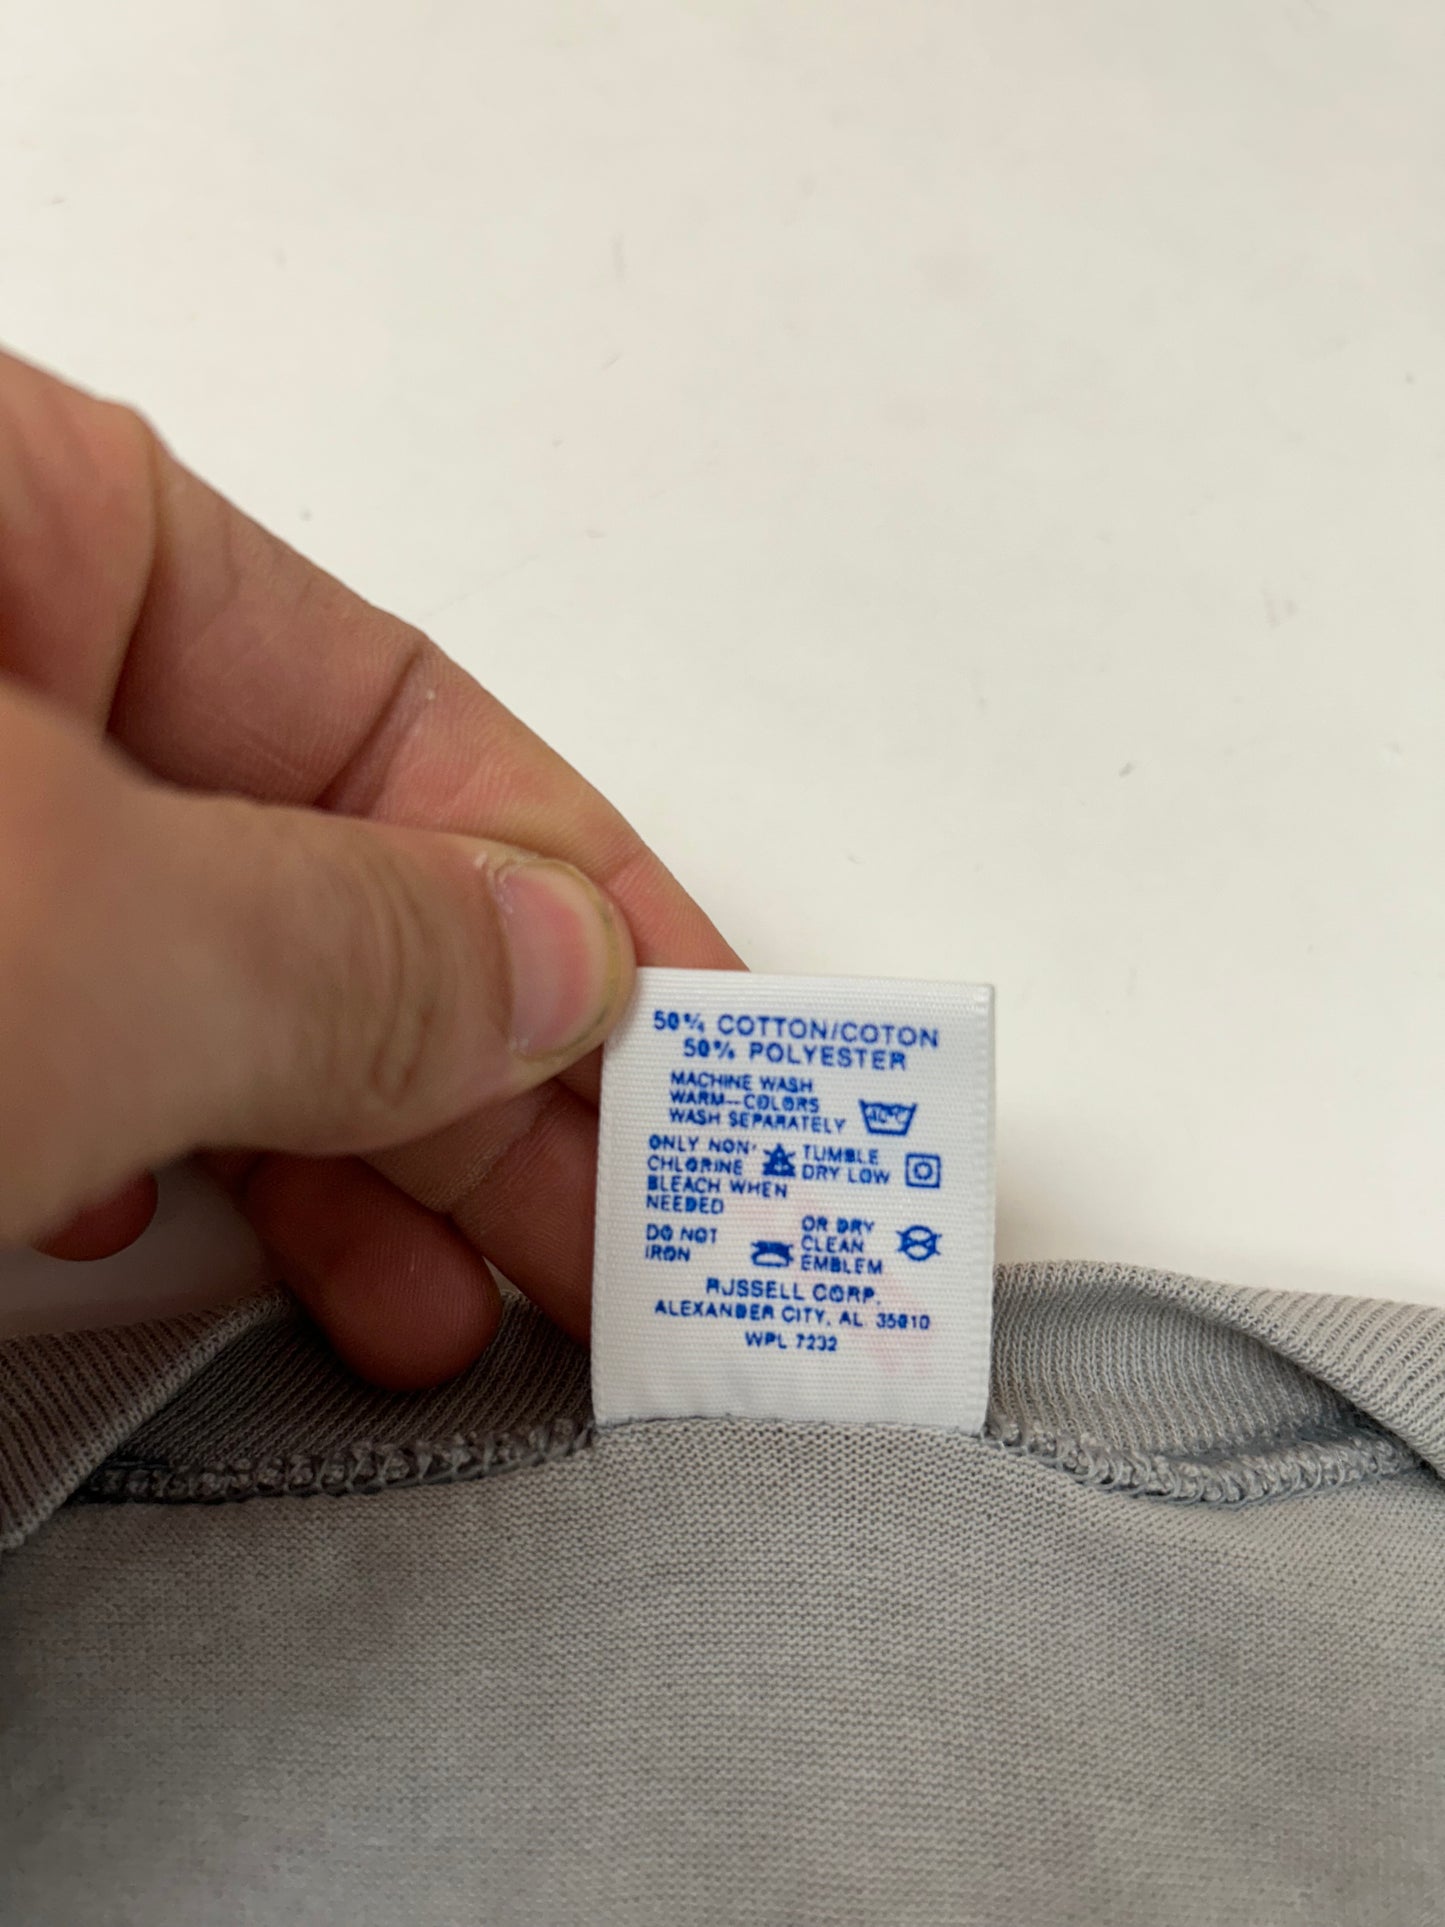 50% COTTON/COTON
50% POLYESTER
MACHINE WASH
WARM--COLORS
WASH SEPARATELY
40°C
ONLY NON-
CHLORINE
BLEACH WHEN
NEEDED
TUMBLE
DRY LOW
DO NOT
IRON
OR DRY
CLEAN
EMBLEM
RUSSELL CORP.
ALEXANDER CITY, AL 35010
WPL 7232